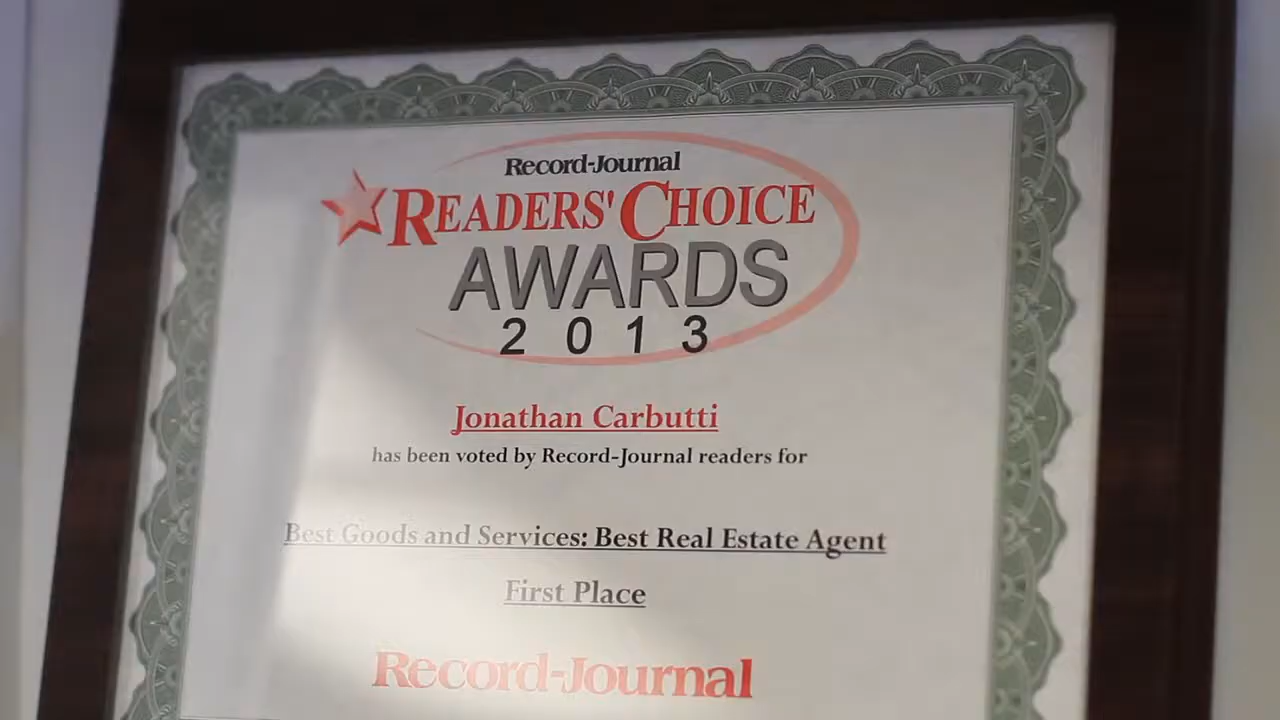 Record-Journal
READERS' CHOICE
AWARDS
2013
Jonathan Carbutti
has been voted by Record-Journal readers for
Best Goods and Services: Best Real Estate Agent
First Place
Record-Journal